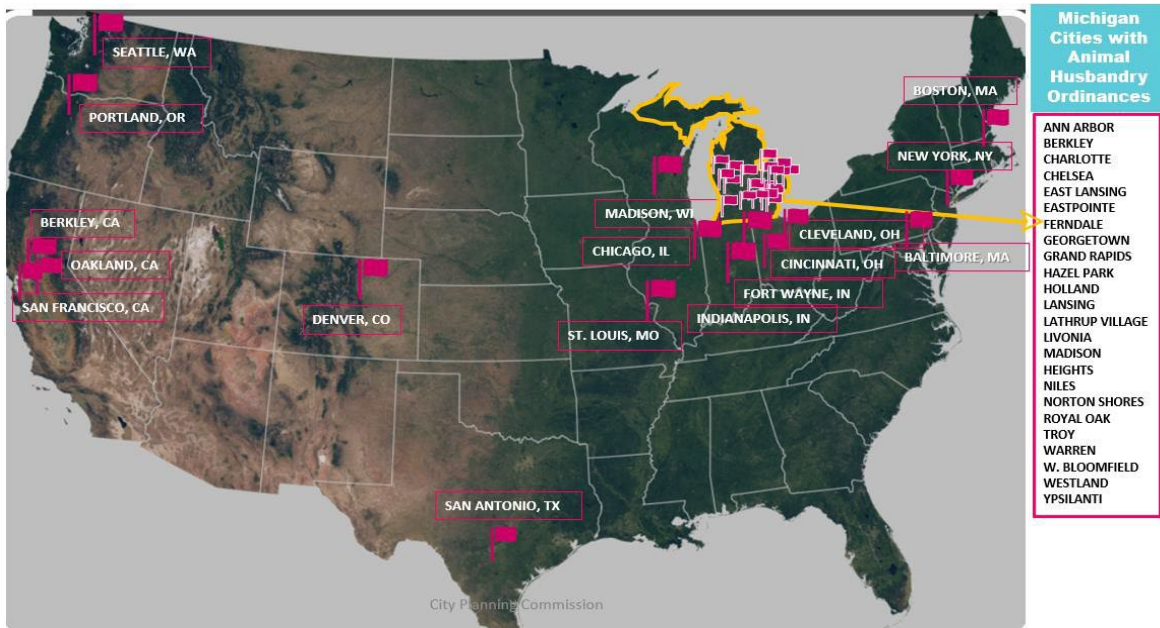 SEATTLE, WA
PORTLAND, OR
BERKLEY, CA
OAKLAND, CA
SAN FRANCISCO, CA
DENVER, CO
SAN ANTONIO, TX
MADISON, WI
CHICAGO, IL
ST. LOUIS, MO
BOSTON, MA
NEW YORK, NY
CLEVELAND, OH
BALTIMORE, MA
CINCINNATI, OH
FORT WAYNE, IN
INDIANAPOLIS, IN
City Planning Commission
Michigan
Cities with
Animal
Husbandry
Ordinances
ANN ARBOR
BERKLEY
CHARLOTTE
CHELSEA
EAST LANSING
EASTPOINTE
FERNDALE
GEORGETOWN
GRAND RAPIDS
HAZEL PARK
HOLLAND
LANSING
LATHRUP VILLAGE
LIVONIA
MADISON
HEIGHTS
NILES
NORTON SHORES
ROYAL OAK
TROY
WARREN
W. BLOOMFIELD
WESTLAND
YPSILANTI